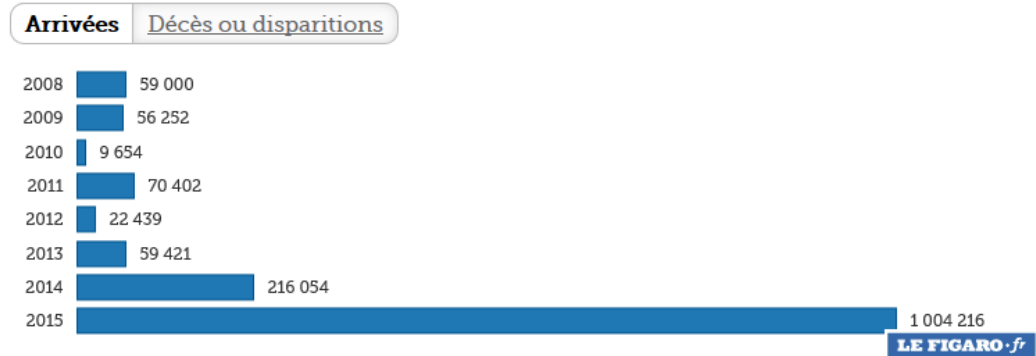 Arrivées Décès ou disparitions
2008 59 000
2009 56 252
2010 9 654
2011 70 402
2012 22 439
2013 59 421
2014 216 054
2015 1 004 216
LE FIGARO·fr